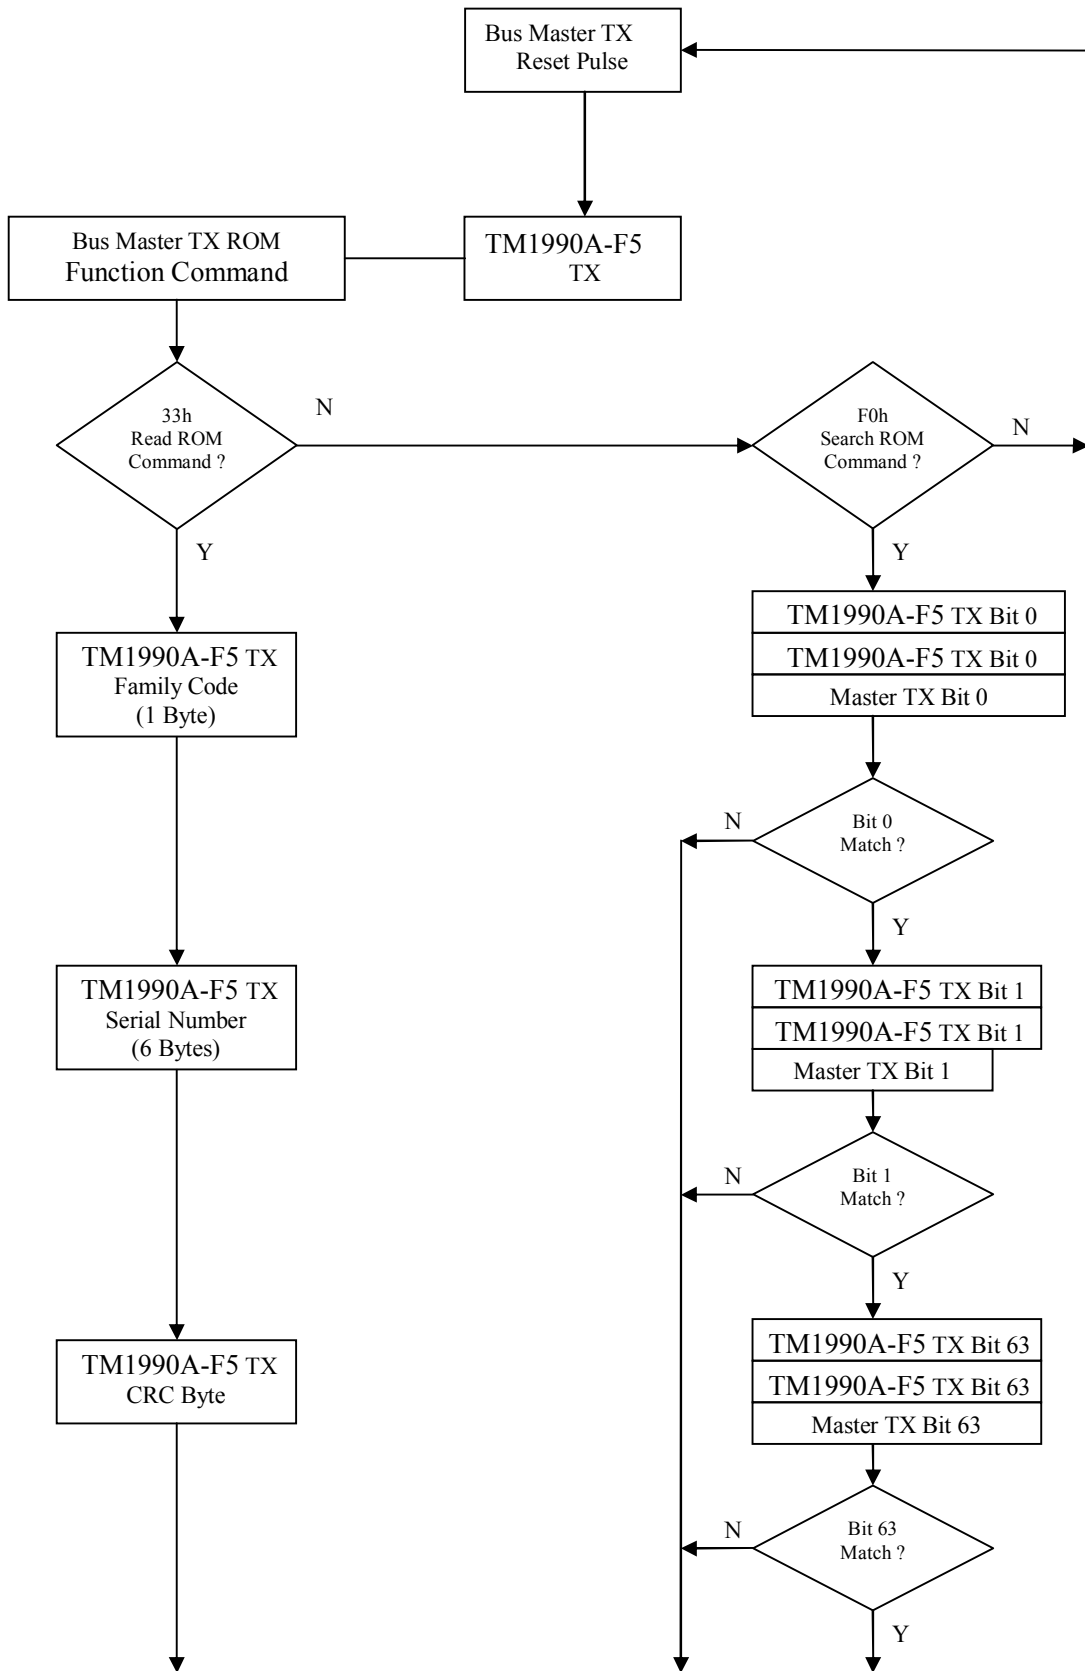 Bus Master TX
Reset Pulse
Bus Master TX ROM
Function Command
TM1990A-F5
TX
33h
Read ROM
Command ?
N
Y
F0h
Search ROM
Command ?
N
Y
TM1990A-F5 TX
Family Code
(1 Byte)
TM1990A-F5 TX
Serial Number
(6 Bytes)
TM1990A-F5 TX
CRC Byte
TM1990A-F5 TX Bit 0
TM1990A-F5 TX Bit 0
Master TX Bit 0
Bit 0
Match ?
N
Y
TM1990A-F5 TX Bit 1
TM1990A-F5 TX Bit 1
Master TX Bit 1
Bit 1
Match ?
N
Y
TM1990A-F5 TX Bit 63
TM1990A-F5 TX Bit 63
Master TX Bit 63
Bit 63
Match ?
N
Y